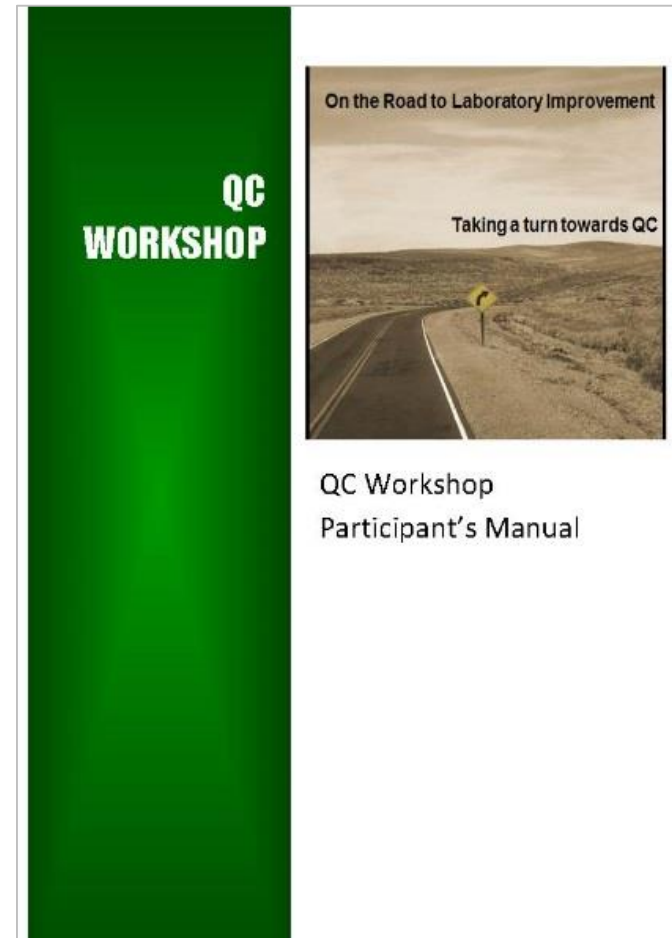 QC
WORKSHOP
On the Road to Laboratory Improvement
Taking a turn towards QC
QC Workshop
Participant’s Manual